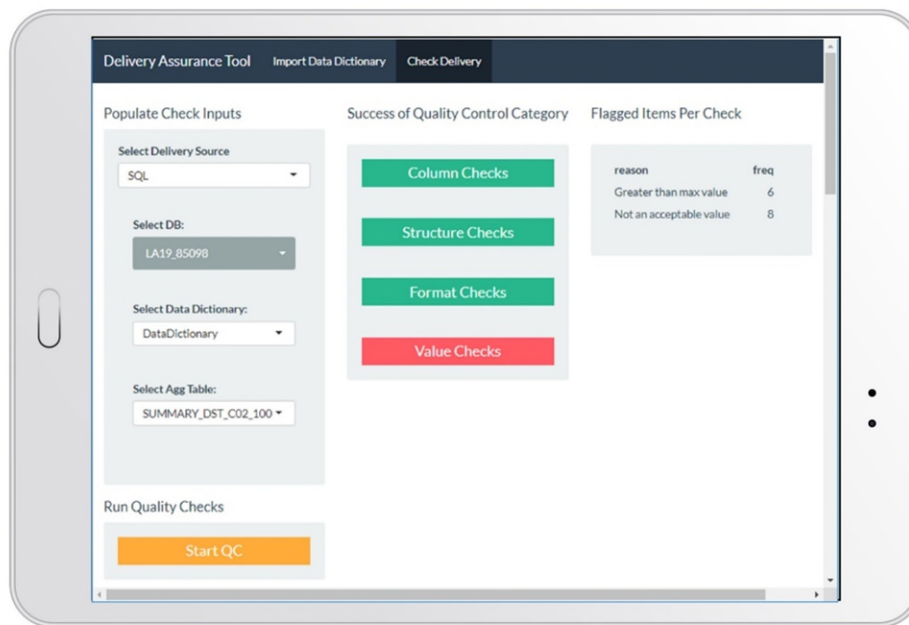 Delivery Assurance Tool
Import Data Dictionary
Check Delivery
Populate Check Inputs
Select Delivery Source
SQL
Select DB:
LA19_85098
Select Data Dictionary:
DataDictionary
Select Agg Table:
SUMMARY_DST_C02_100
Run Quality Checks
Start QC
Success of Quality Control Category
Column Checks
Structure Checks
Format Checks
Value Checks
Flagged Items Per Check
reason freq
Greater than max value 6
Not an acceptable value 8